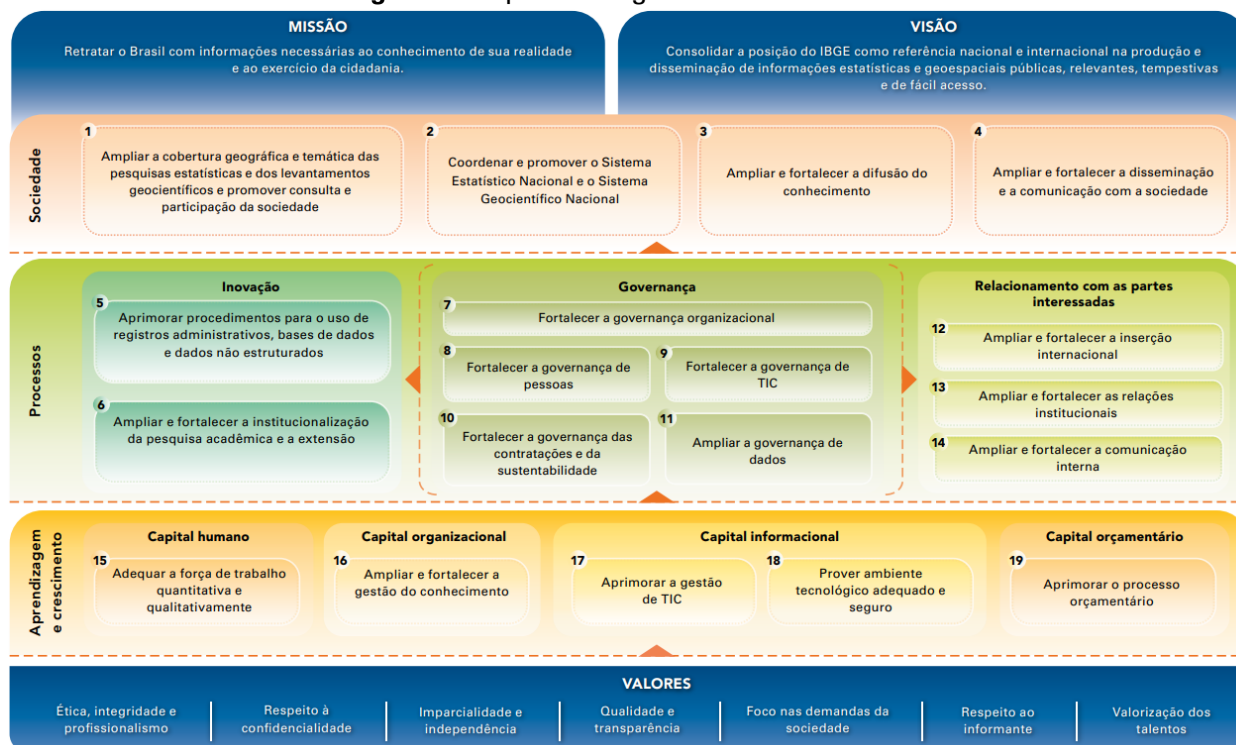 MISSÃO
Retratar o Brasil com informações necessárias ao conhecimento de sua realidade
e ao exercício da cidadania.
VISÃO
Consolidar a posição do IBGE como referência nacional e internacional na produção e
disseminação de informações estatísticas e geoespaciais públicas, relevantes, tempestivas
e de fácil acesso.
Sociedade
1
Ampliar a cobertura geográfica e temática das
pesquisas estatísticas e dos levantamentos
geocientíficos e promover consulta e
participação da sociedade
2
Coordenar e promover o Sistema
Estatístico Nacional e o Sistema
Geocientífico Nacional
3
Ampliar e fortalecer a difusão do
conhecimento
4
Ampliar e fortalecer a disseminação
e a comunicação com a sociedade
Processos
Inovação
5
Aprimorar procedimentos para o uso de
registros administrativos, bases de dados
e dados não estruturados
6
Ampliar e fortalecer a institucionalização
da pesquisa acadêmica e a extensão
Governança
7
Fortalecer a governança organizacional
8
Fortalecer a governança de
pessoas
9
Fortalecer a governança de
TIC
10
Fortalecer a governança das
contratações e da
sustentabilidade
11
Ampliar a governança de
dados
Relacionamento com as partes
interessadas
12
Ampliar e fortalecer a inserção
internacional
13
Ampliar e fortalecer as relações
institucionais
14
Ampliar e fortalecer a comunicação
interna
Aprendizagem
e crescimento
Capital humano
15
Adequar a força de trabalho
quantitativa e
qualitativamente
Capital organizacional
16
Ampliar e fortalecer a
gestão do conhecimento
Capital informacional
17
Aprimorar a gestão
de TIC
18
Prover ambiente
tecnológico adequado e
seguro
Capital orçamentário
19
Aprimorar o processo
orçamentário
VALORES
Ética, integridade e
profissionalismo
Respeito à
confidencialidade
Imparcialidade e
independência
Qualidade e
transparência
Foco nas demandas da
sociedade
Respeito ao
informante
Valorização dos
talentos